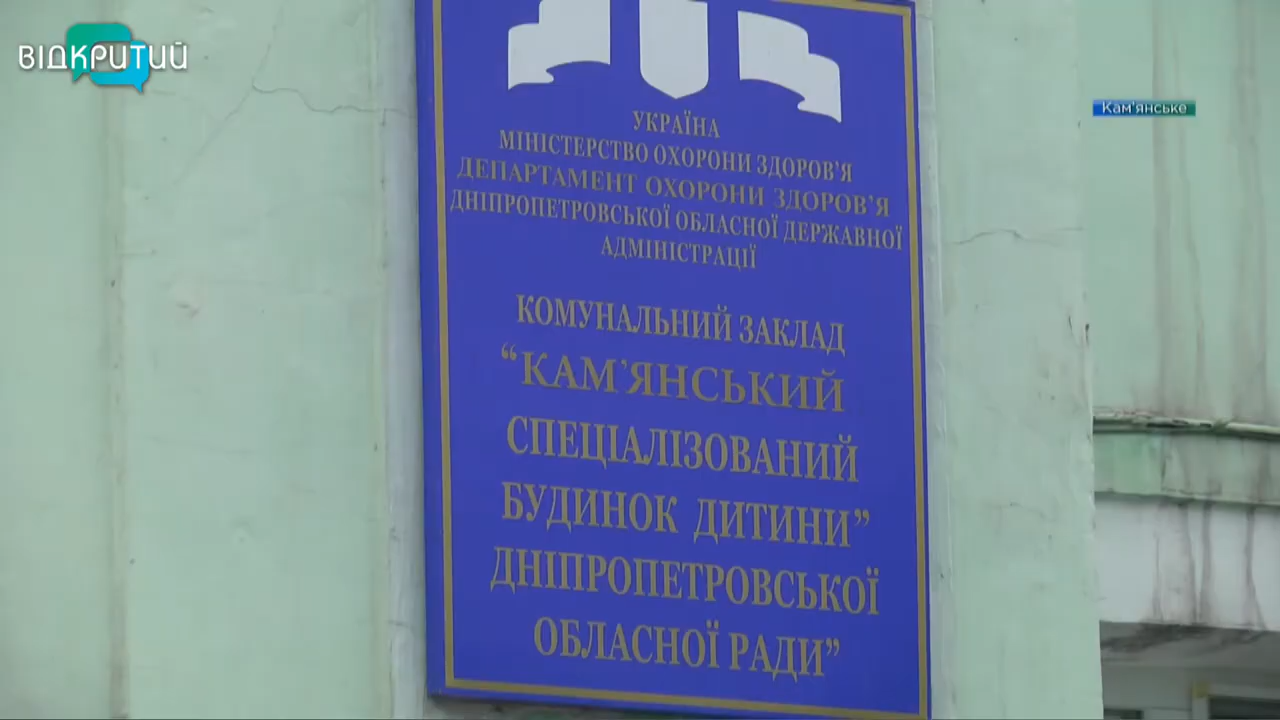 ВІДКРИТИЙ
Кам'янське
УКРАЇНА
МІНІСТЕРСТВО ОХОРОНИ ЗДОРОВ'Я
ДЕПАРТАМЕНТ ОХОРОНИ ЗДОРОВ'Я
ДНІПРОПЕТРОВСЬКОЇ ОБЛАСНОЇ ДЕРЖАВНОЇ
АДМІНІСТРАЦІЇ
КОМУНАЛЬНИЙ ЗАКЛАД
“КАМ'ЯНСЬКИЙ
СПЕЦІАЛІЗОВАНИЙ
БУДИНОК ДИТИНИ”
ДНІПРОПЕТРОВСЬКОЇ
ОБЛАСНОЇ РАДИ”